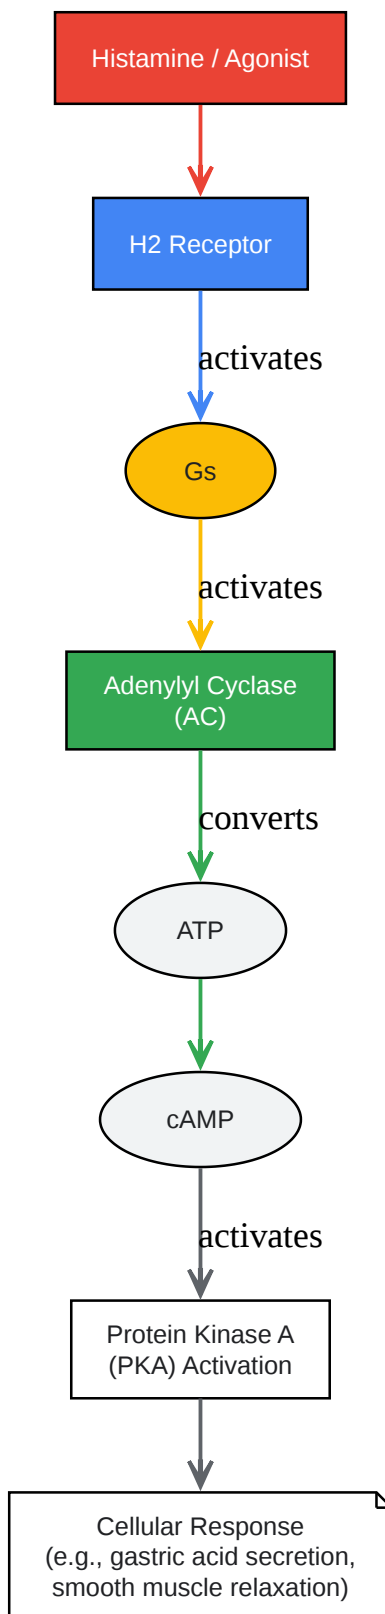 Histamine / Agonist
H2 Receptor
activates
Gs
activates
Adenylyl Cyclase
(AC)
converts
ATP
cAMP
activates
Protein Kinase A
(PKA) Activation
Cellular Response
(e.g., gastric acid secretion,
smooth muscle relaxation)